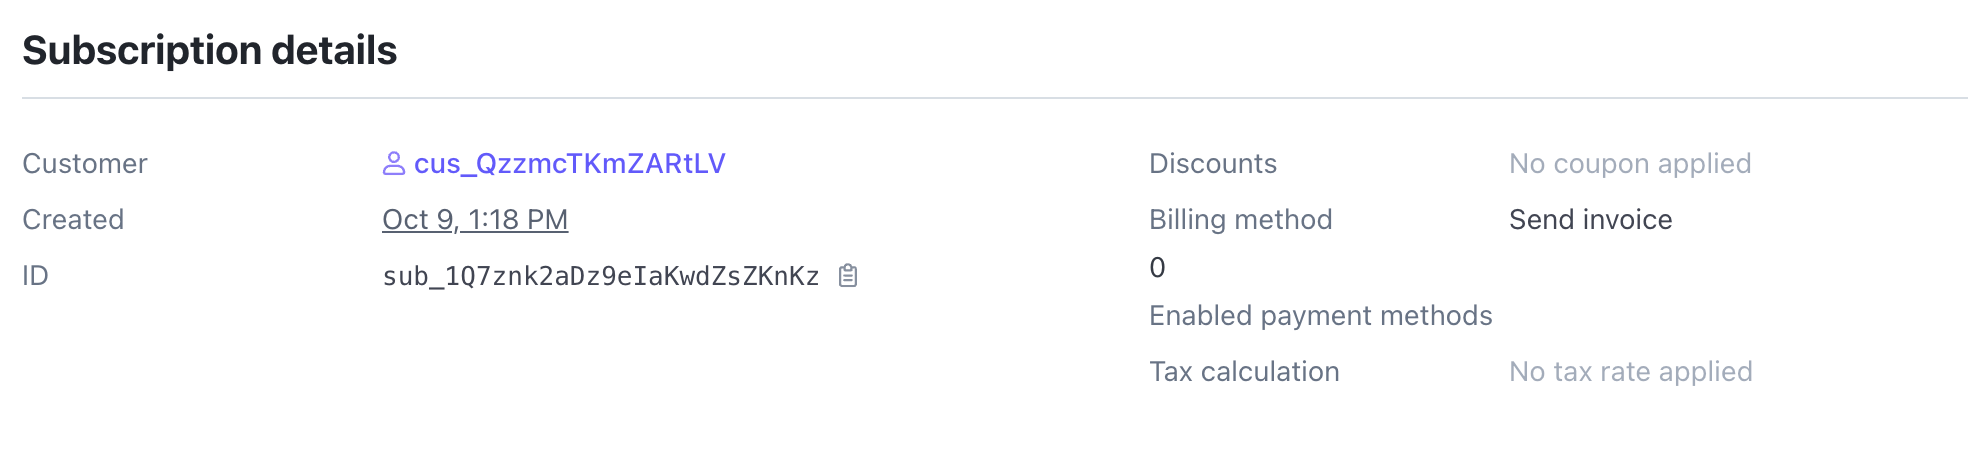 Subscription details
Customer
cus_QzzmcTKmZARtLV
Created
Oct 9, 1:18 PM
ID
sub_1Q7znk2aDz9eIaKwdZsZKnKz
Discounts
No coupon applied
Billing method
Send invoice
0
Enabled payment methods
Tax calculation
No tax rate applied